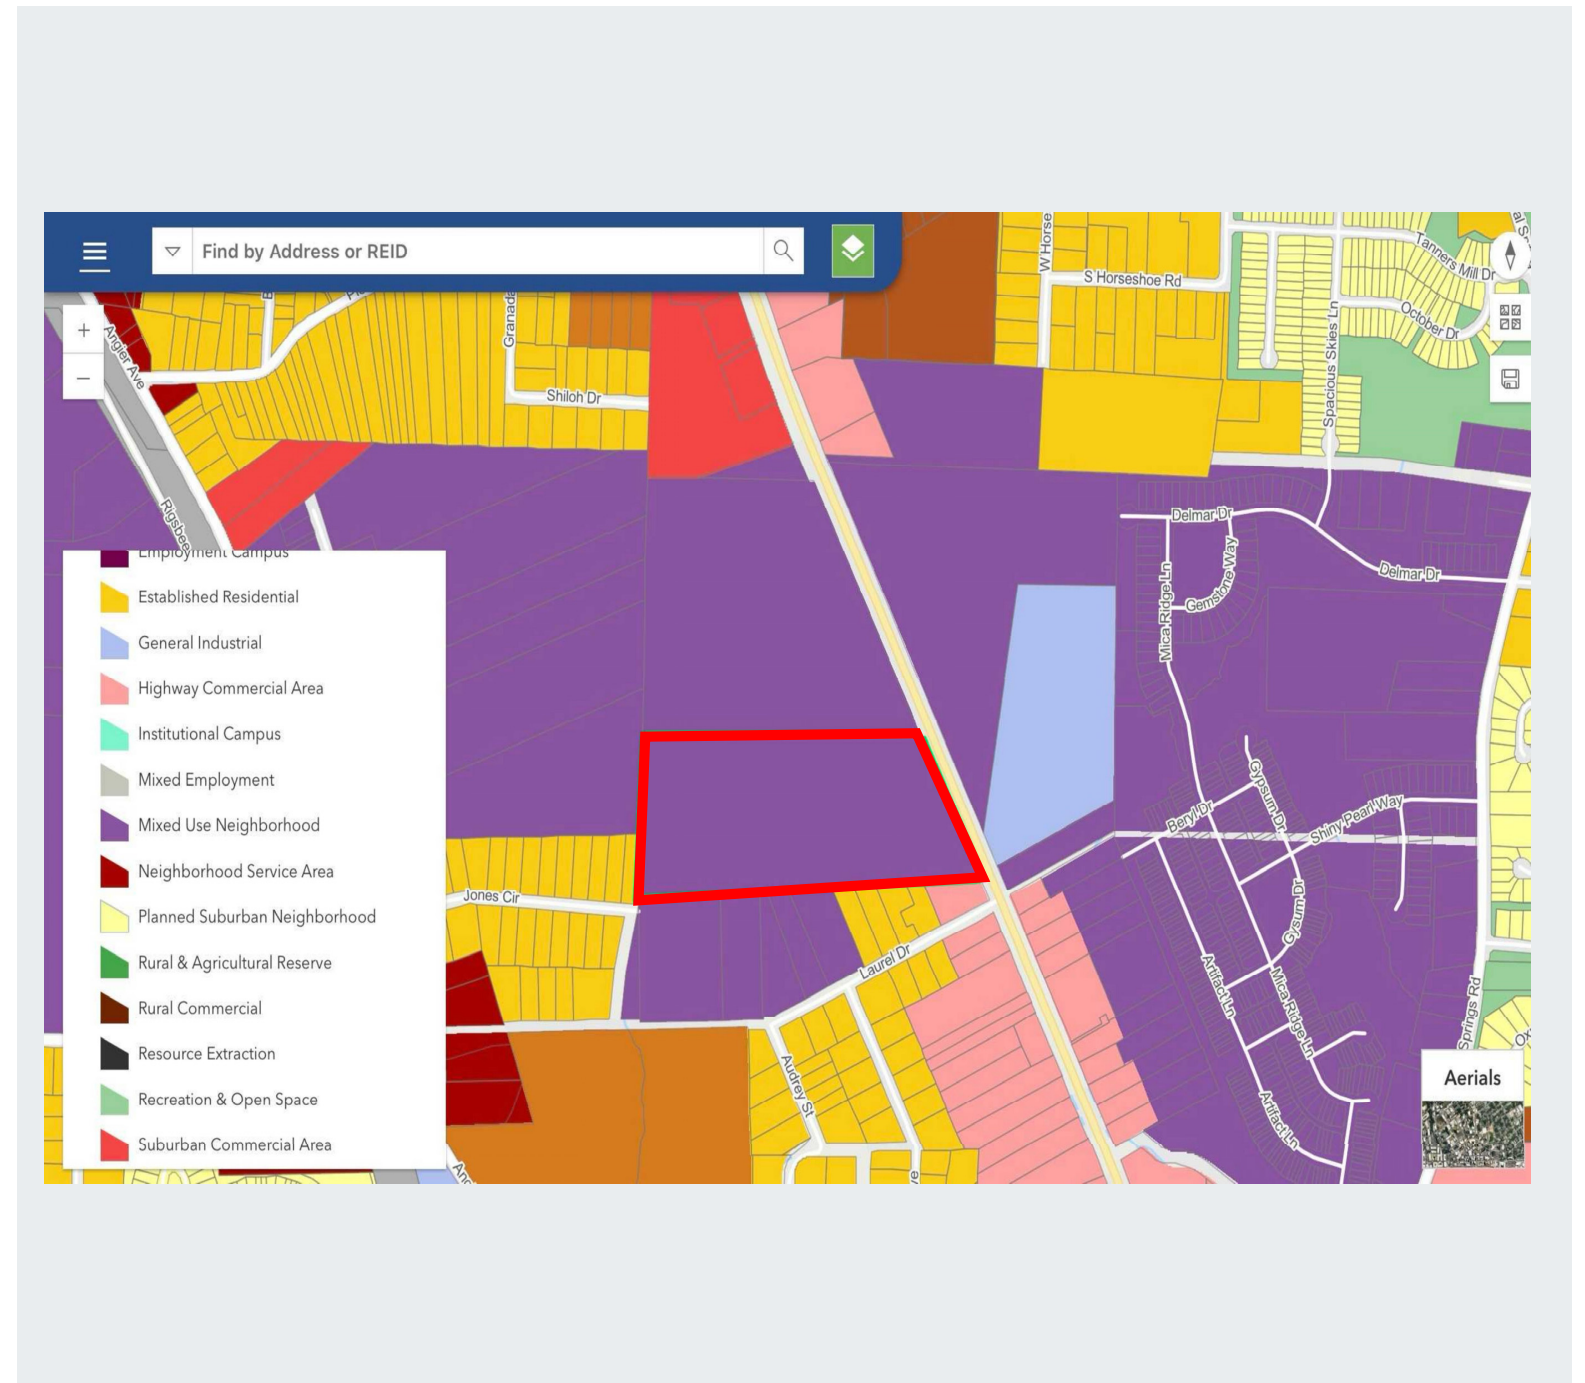 Find by Address or REID
W Horse
S Horseshoe Rd
Tanners Mill Dr
October Dr
Spacious Skies Ln
Angier Ave
Granada
Shiloh Dr
Rigsbee
Delmar Dr
Delmar Dr
Gemstone Way
Mica Ridge Ln
Employment Campus
Established Residential
General Industrial
Highway Commercial Area
Institutional Campus
Mixed Employment
Mixed Use Neighborhood
Neighborhood Service Area
Planned Suburban Neighborhood
Rural & Agricultural Reserve
Rural Commercial
Resource Extraction
Recreation & Open Space
Suburban Commercial Area
Gypsum Dr
Beryl Dr
Shiny Pearl Way
Jones Cir
Gysum Dr
Laurel Dr
Artifact Ln
Mica Ridge Ln
Springs Rd
Audrey St
Artifact Ln
Aerials